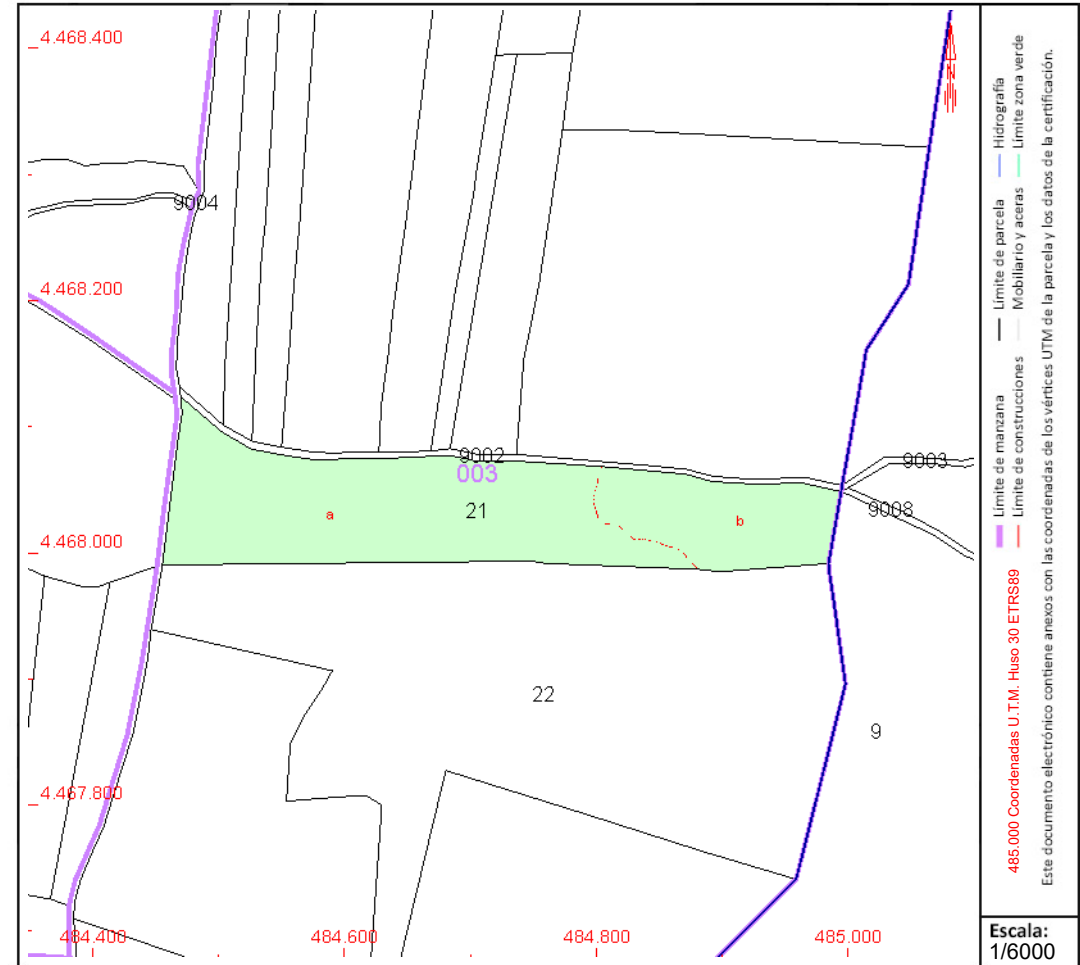 4.468.400
9004
4.468.200
9002
003
9003
21
a
b
9008
4.468.000
22
9
4.467.800
484.400
484.600
484.800
485.000
N
Límite de manzana
Límite de parcela
Hidrografía
Límite de construcciones
Mobiliario y aceras
Límite zona verde
485.000 Coordenadas U.T.M. Huso 30 ETRS89
Este documento electrónico contiene anexos con las coordenadas de los vértices UTM de la parcela y los datos de la certificación.
Escala:
1/6000